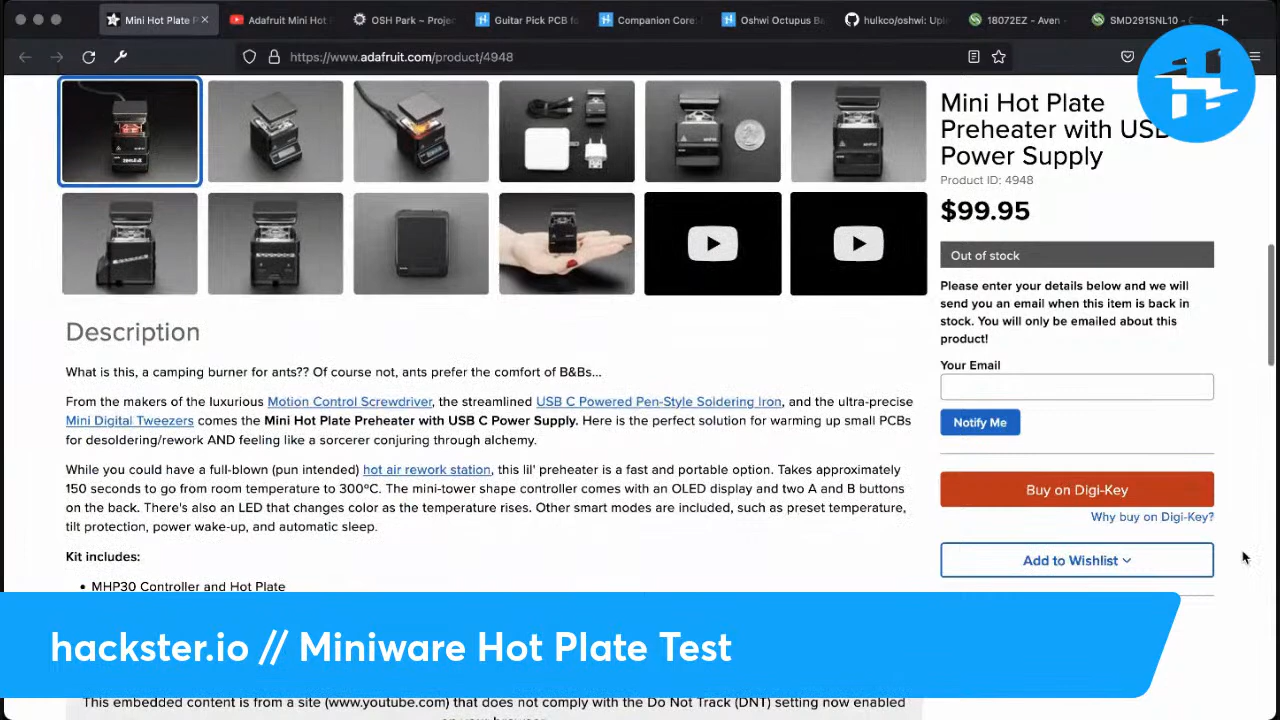 Mini Hot Plate P
Adafruit Mini Hot
OSH Park ~ Projec
Guitar Pick PCB fo
Companion Core:
Oshwi Octopus Ba
hulkco/oshwi: Upl
18072EZ - Aven
SMD291SNL10 - C
https://www.adafruit.com/product/4948
Mini Hot Plate
Preheater with USB
Power Supply
Product ID: 4948
$99.95
Out of stock
Please enter your details below and we will
send you an email when this item is back in
stock. You will only be emailed about this
product!
Your Email
Notify Me
Buy on Digi-Key
Why buy on Digi-Key?
Add to Wishlist
Description
What is this, a camping burner for ants?? Of course not, ants prefer the comfort of B&Bs...
From the makers of the luxurious Motion Control Screwdriver, the streamlined USB C Powered Pen-Style Soldering Iron, and the ultra-precise
Mini Digital Tweezers comes the Mini Hot Plate Preheater with USB C Power Supply. Here is the perfect solution for warming up small PCBs
for desoldering/rework AND feeling like a sorcerer conjuring through alchemy.
While you could have a full-blown (pun intended) hot air rework station, this lil' preheater is a fast and portable option. Takes approximately
150 seconds to go from room temperature to 300°C. The mini-tower shape controller comes with an OLED display and two A and B buttons
on the back. There's also an LED that changes color as the temperature rises. Other smart modes are included, such as preset temperature,
tilt protection, power wake-up, and automatic sleep.
Kit includes:
• MHP30 Controller and Hot Plate
hackster.io // Miniware Hot Plate Test
This embedded content is from a site (www.youtube.com) that does not comply with the Do Not Track (DNT) setting now enabled